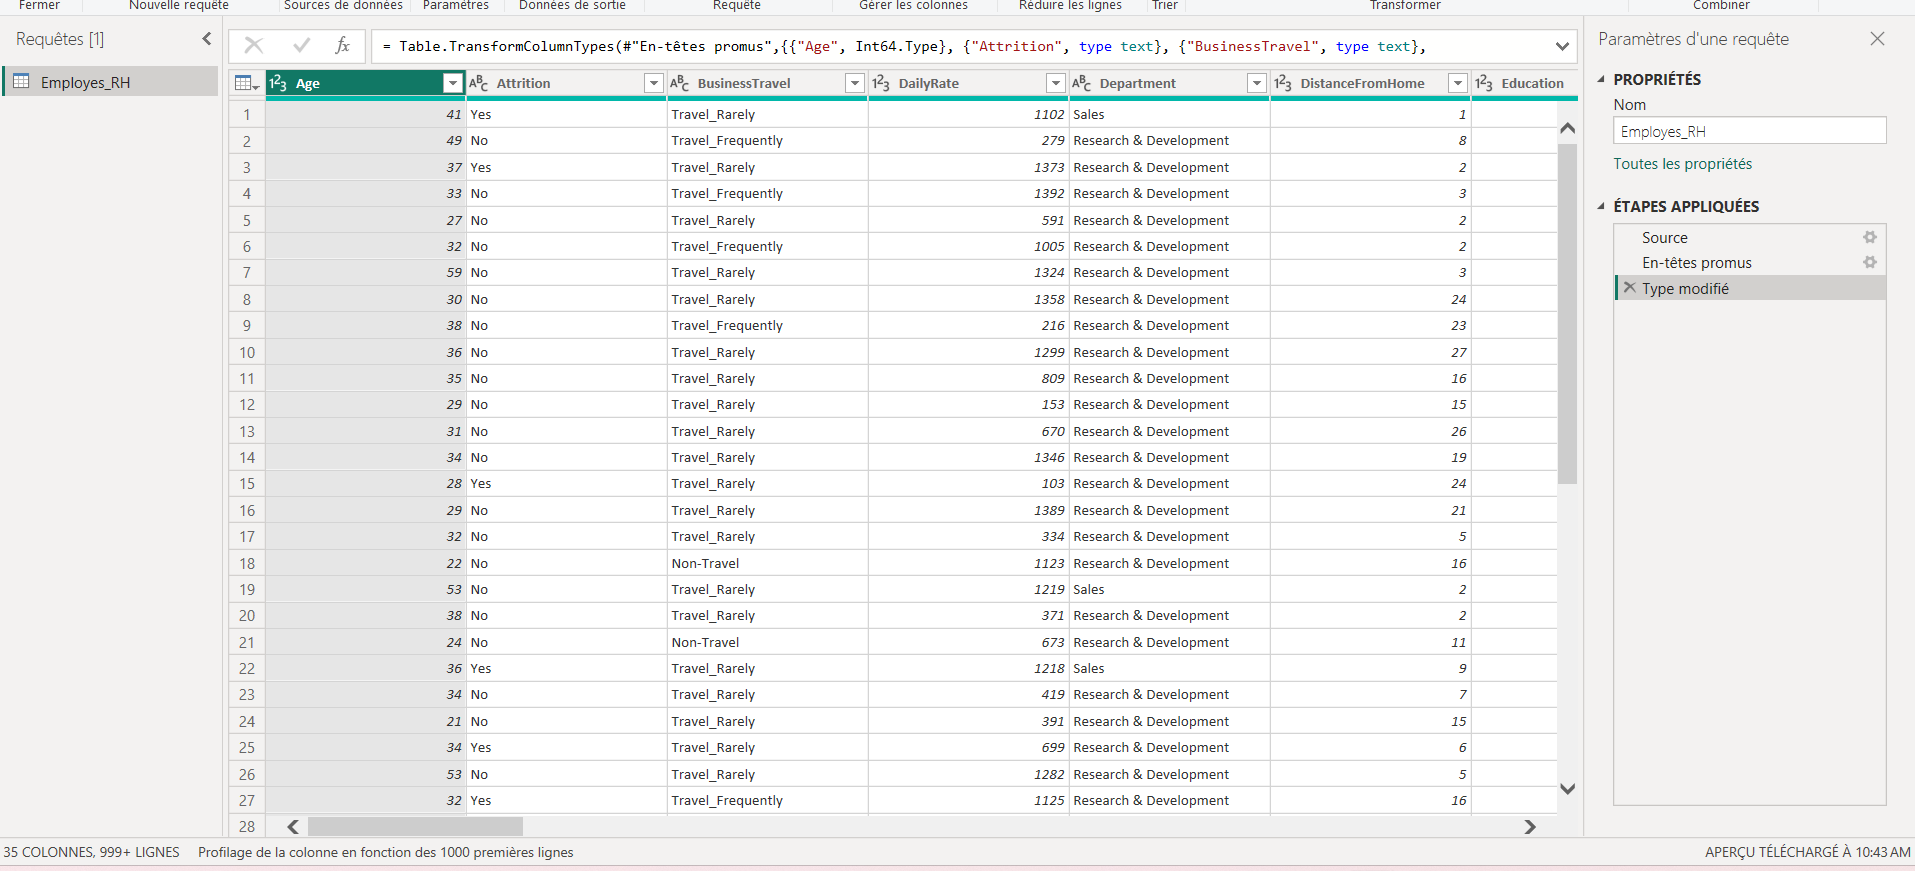 Fermer Nouvelle requête Sources de données Paramètres Données de sortie Requête Gérer les colonnes Réduire les lignes Trier Transformer Combiner
Requêtes [1]
Employes_RH
fx = Table.TransformColumnTypes(#"En-têtes promus",{{"Age", Int64.Type}, {"Attrition", type text}, {"BusinessTravel", type text},
123 Age ABC Attrition ABC BusinessTravel 123 DailyRate ABC Department 123 DistanceFromHome 123 Education
1 41 Yes Travel_Rarely 1102 Sales 1
2 49 No Travel_Frequently 279 Research & Development 8
3 37 Yes Travel_Rarely 1373 Research & Development 2
4 33 No Travel_Frequently 1392 Research & Development 3
5 27 No Travel_Rarely 591 Research & Development 2
6 32 No Travel_Frequently 1005 Research & Development 2
7 59 No Travel_Rarely 1324 Research & Development 3
8 30 No Travel_Rarely 1358 Research & Development 24
9 38 No Travel_Frequently 216 Research & Development 23
10 36 No Travel_Rarely 1299 Research & Development 27
11 35 No Travel_Rarely 809 Research & Development 16
12 29 No Travel_Rarely 153 Research & Development 15
13 31 No Travel_Rarely 670 Research & Development 26
14 34 No Travel_Rarely 1346 Research & Development 19
15 28 Yes Travel_Rarely 103 Research & Development 24
16 29 No Travel_Rarely 1389 Research & Development 21
17 32 No Travel_Rarely 334 Research & Development 5
18 22 No Non-Travel 1123 Research & Development 16
19 53 No Travel_Rarely 1219 Sales 2
20 38 No Travel_Rarely 371 Research & Development 2
21 24 No Non-Travel 673 Research & Development 11
22 36 Yes Travel_Rarely 1218 Sales 9
23 34 No Travel_Rarely 419 Research & Development 7
24 21 No Travel_Rarely 391 Research & Development 15
25 34 Yes Travel_Rarely 699 Research & Development 6
26 53 No Travel_Rarely 1282 Research & Development 5
27 32 Yes Travel_Frequently 1125 Research & Development 16
28
Paramètres d'une requête
PROPRIÉTÉS
Nom
Employes_RH
Toutes les propriétés
ÉTAPES APPLIQUÉES
Source
En-têtes promus
Type modifié
35 COLONNES, 999+ LIGNES Profilage de la colonne en fonction des 1000 premières lignes APERÇU TÉLÉCHARGÉ À 10:43 AM